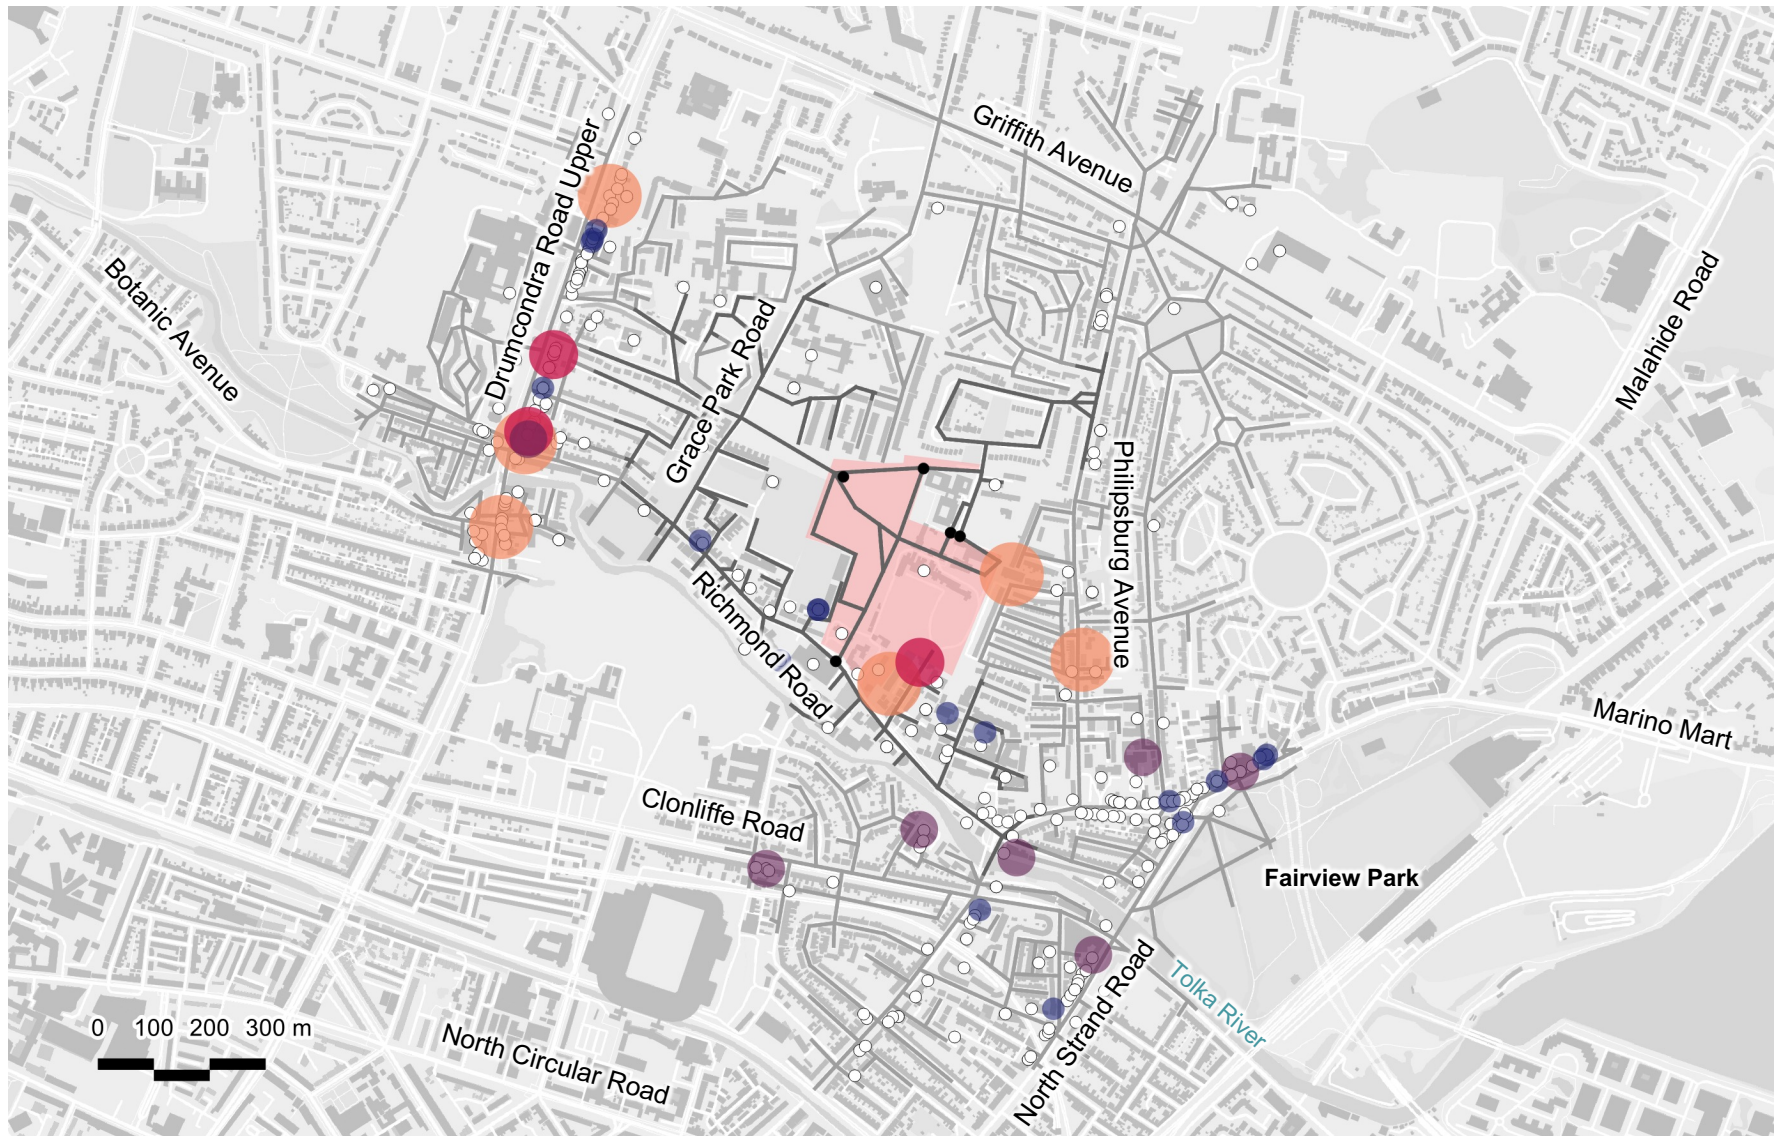 Griffith Avenue
Drumcondra Road Upper
Botanic Avenue
Malahide Road
Grace Park Road
Philipsburg Avenue
Richmond Road
Marino Mart
Clonliffe Road
Fairview Park
Tolka River
North Strand Road
0 100 200 300 m
North Circular Road